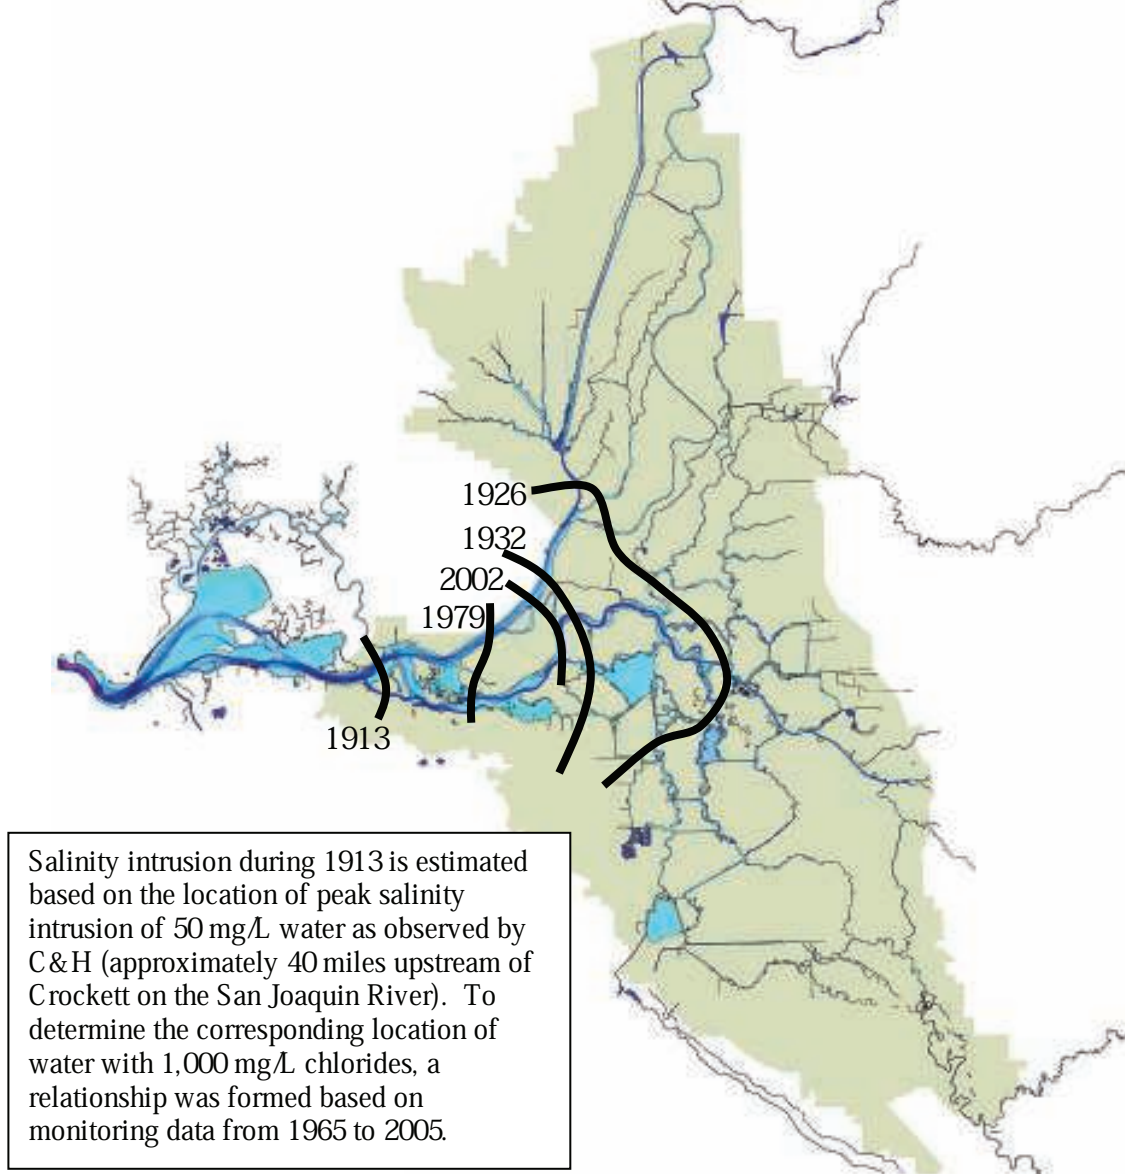 1926
1932
2002
1979
1913
Salinity intrusion during 1913 is estimated
based on the location of peak salinity
intrusion of 50 mg/L water as observed by
C&H (approximately 40 miles upstream of
Crockett on the San Joaquin River). To
determine the corresponding location of
water with 1,000 mg/L chlorides, a
relationship was formed based on
monitoring data from 1965 to 2005.